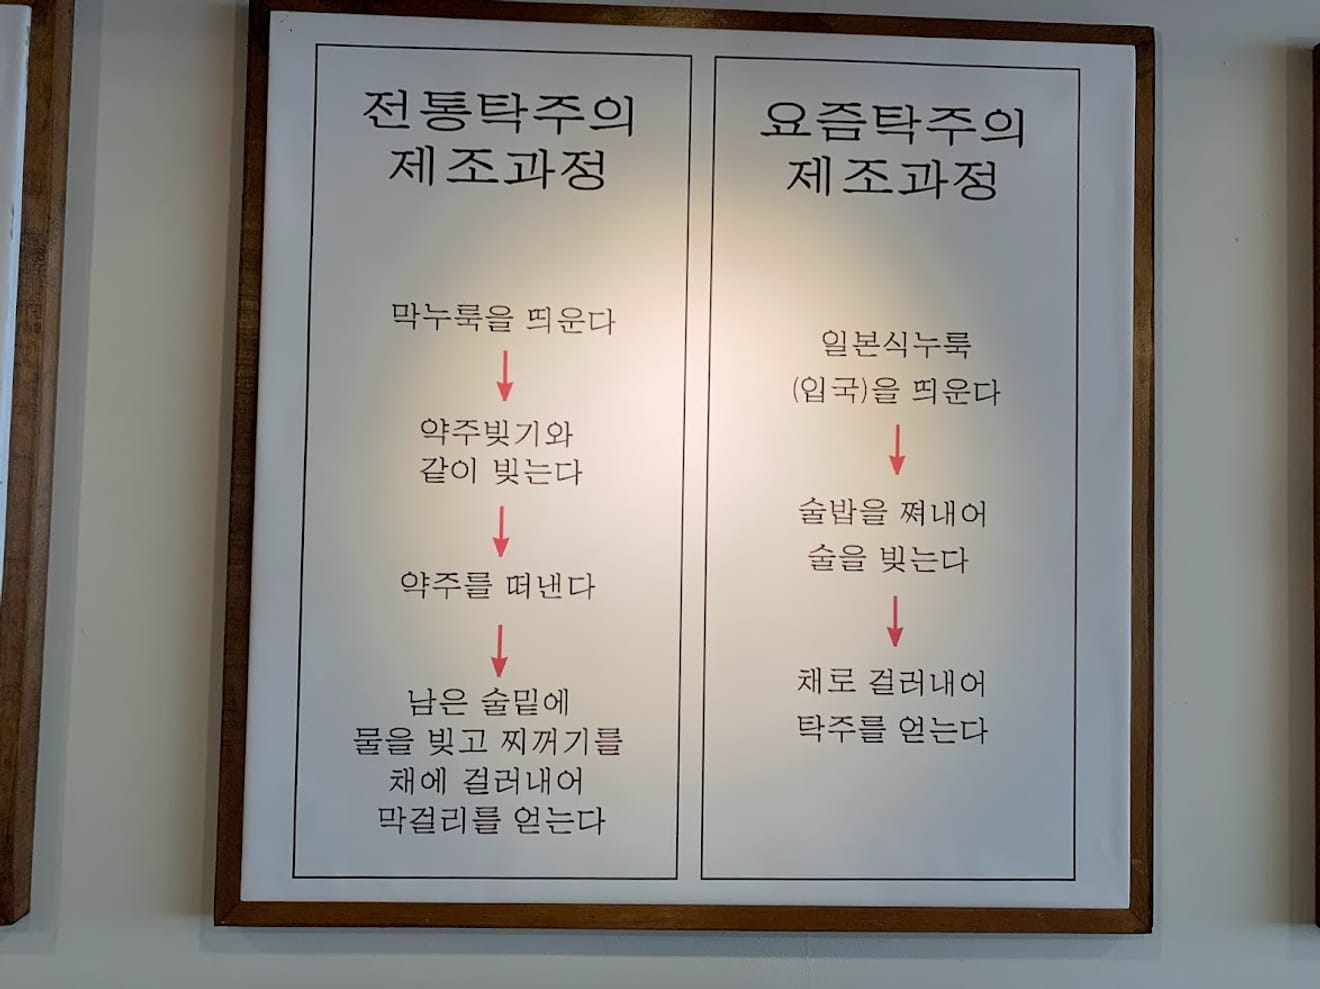 전통탁주의
제조과정
막누룩을 띄운다
약주빚기와
같이 빚는다
약주를 떠낸다
남은 술밑에
물을 빚고 찌꺼기를
채에 걸러내어
막걸리를 얻는다
요즘탁주의
제조과정
일본식누룩
(입국)을 띄운다
술밥을 쪄내어
술을 빚는다
채로 걸러내어
탁주를 얻는다